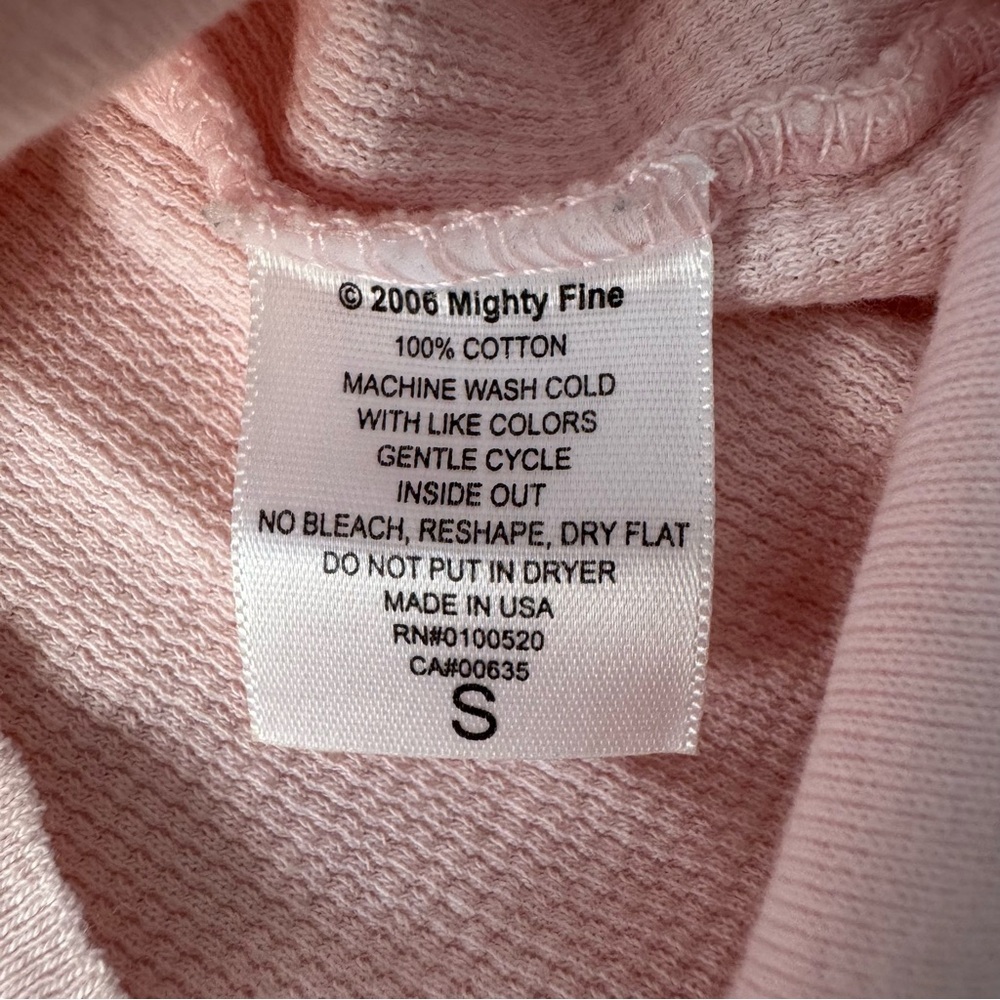 © 2006 Mighty Fine
100% COTTON
MACHINE WASH COLD
WITH LIKE COLORS
GENTLE CYCLE
INSIDE OUT
NO BLEACH, RESHAPE, DRY FLAT
DO NOT PUT IN DRYER
MADE IN USA
RN#0100520
CA#00635
S